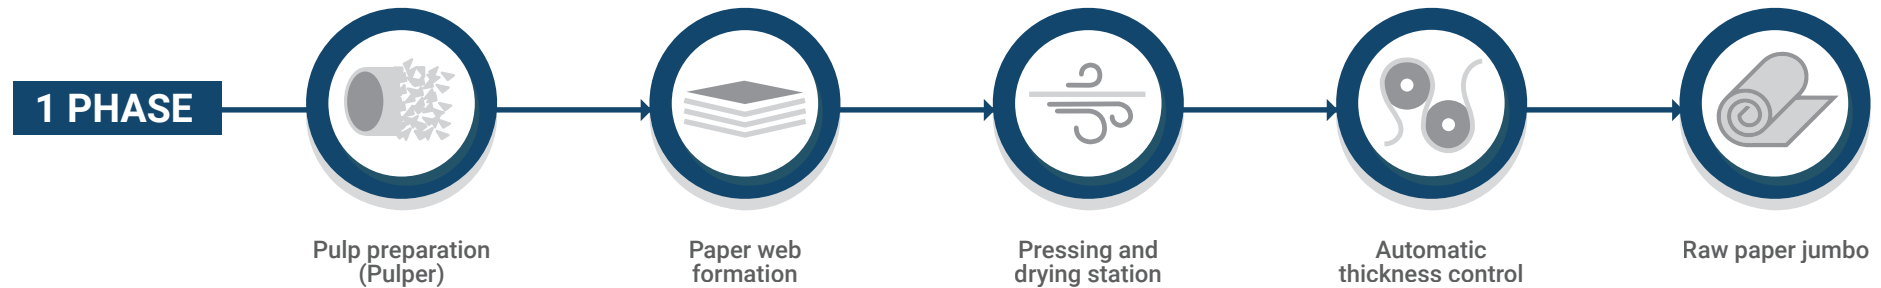 1 PHASE
Pulp preparation
(Pulper)
Paper web
formation
Pressing and
drying station
Automatic
thickness control
Raw paper jumbo